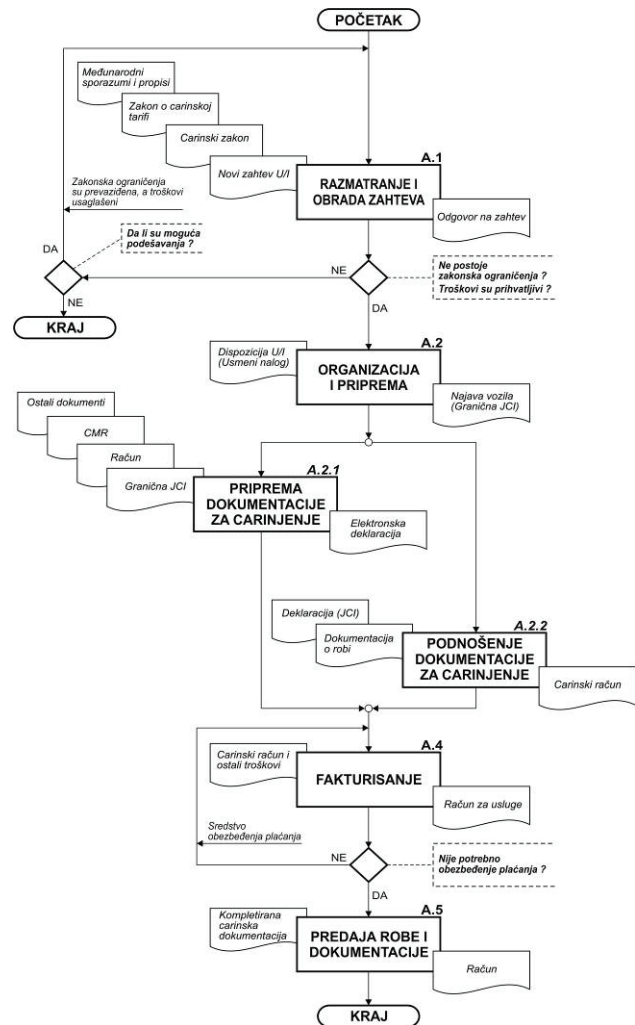 POČETAK
Međunarodni
sporazumi i propisi
Zakon o carinskoj
tarifi
Carinski zakon
Novi zahtev U/I
A.1
RAZMATRANJE I
OBRADA ZAHTEVA
Odgovor na zahtev
Zakonska ograničenja
su prevaziđena, a troškovi
usaglašeni
Da li su moguća
podešavanja ?
DA
NE
KRAJ
NE
Ne postoje
zakonska ograničenja ?
Troškovi su prihvatljivi ?
DA
A.2
Dispozicija U/I
(Usmeni nalog)
ORGANIZACIJA
I PRIPREMA
Najava vozila
(Granična JCI)
Ostali dokumenti
CMR
Račun
Granična JCI
A.2.1
PRIPREMA
DOKUMENTACIJE
ZA CARINJENJE
Elektronska
deklaracija
Deklaracija (JCI)
Dokumentacija
o robi
A.2.2
PODNOŠENJE
DOKUMENTACIJE
ZA CARINJENJE
Carinski račun
A.4
Carinski račun i
ostali troškovi
FAKTURISANJE
Račun za usluge
Sredstvo
obezbeđenja plaćanja
NE
Nije potrebno
obezbeđenje plaćanja ?
DA
A.5
Kompletirana
carinska
dokumentacija
PREDAJA ROBE I
DOKUMENTACIJE
Račun
KRAJ